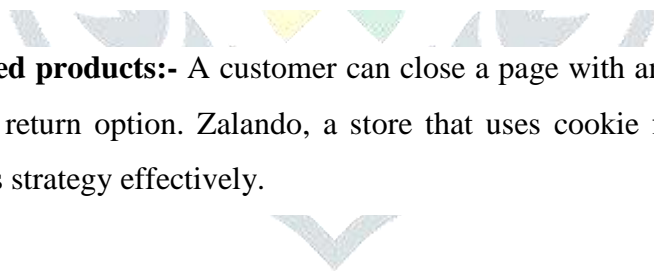 ed products:- A customer can close a page with an
return option. Zalando, a store that uses cookie
s strategy effectively.